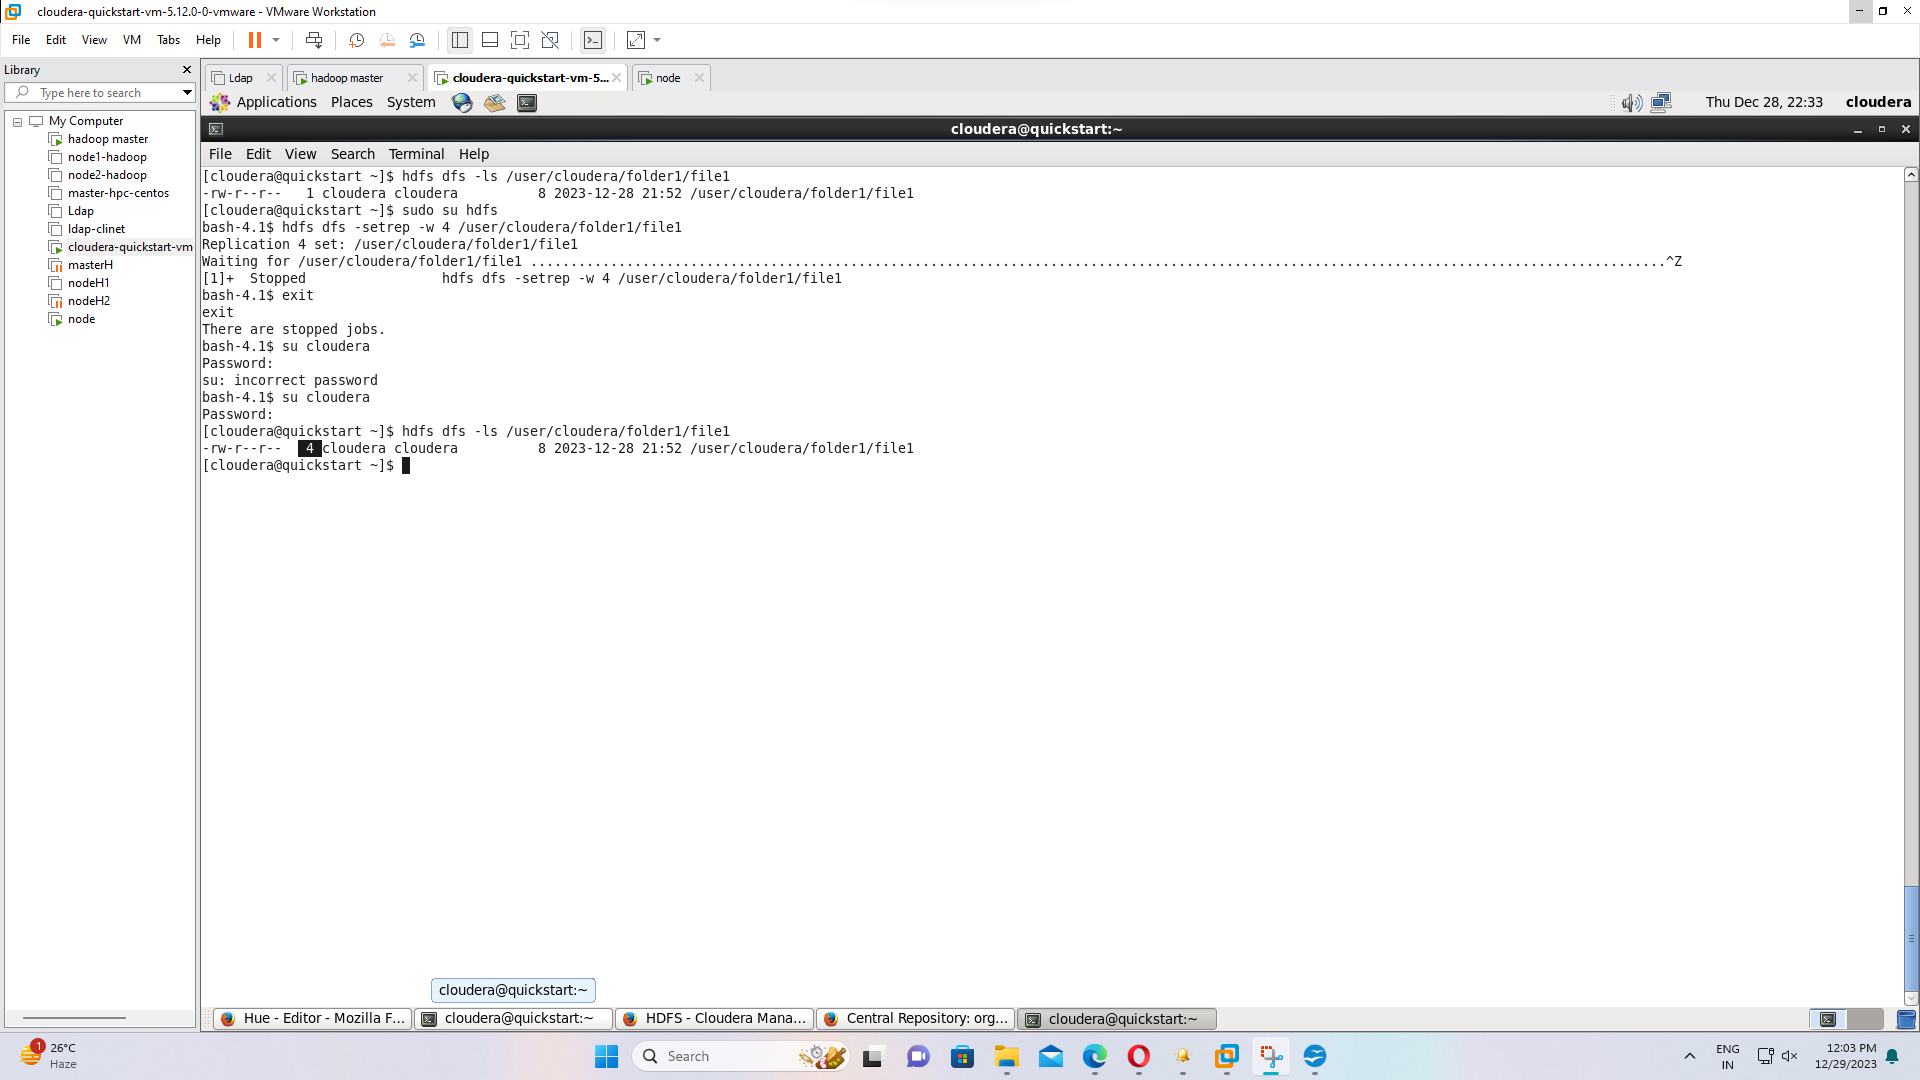 cloudera-quickstart-vm-5.12.0-0-vmware - VMware Workstation
File Edit View VM Tabs Help
Library
Type here to search
My Computer
hadoop master
node1-hadoop
node2-hadoop
master-hpc-centos
Ldap
ldap-clinet
cloudera-quickstart-vm
masterH
nodeH1
nodeH2
node
Ldap hadoop master cloudera-quickstart-vm-5... node
Applications Places System Thu Dec 28, 22:33 cloudera
cloudera@quickstart:~
File Edit View Search Terminal Help
[cloudera@quickstart ~]$ hdfs dfs -ls /user/cloudera/folder1/file1
-rw-r--r--   1 cloudera cloudera          8 2023-12-28 21:52 /user/cloudera/folder1/file1
[cloudera@quickstart ~]$ sudo su hdfs
bash-4.1$ hdfs dfs -setrep -w 4 /user/cloudera/folder1/file1
Replication 4 set: /user/cloudera/folder1/file1
Waiting for /user/cloudera/folder1/file1 ..............................................................................................................................................^Z
[1]+  Stopped                 hdfs dfs -setrep -w 4 /user/cloudera/folder1/file1
bash-4.1$ exit
exit
There are stopped jobs.
bash-4.1$ su cloudera
Password:
su: incorrect password
bash-4.1$ su cloudera
Password:
[cloudera@quickstart ~]$ hdfs dfs -ls /user/cloudera/folder1/file1
-rw-r--r--   4 cloudera cloudera          8 2023-12-28 21:52 /user/cloudera/folder1/file1
[cloudera@quickstart ~]$
cloudera@quickstart:~
Hue - Editor - Mozilla F... cloudera@quickstart:~ HDFS - Cloudera Mana... Central Repository: org... cloudera@quickstart:~
1
26°C
Haze
Search
ENG
IN
12:03 PM
12/29/2023